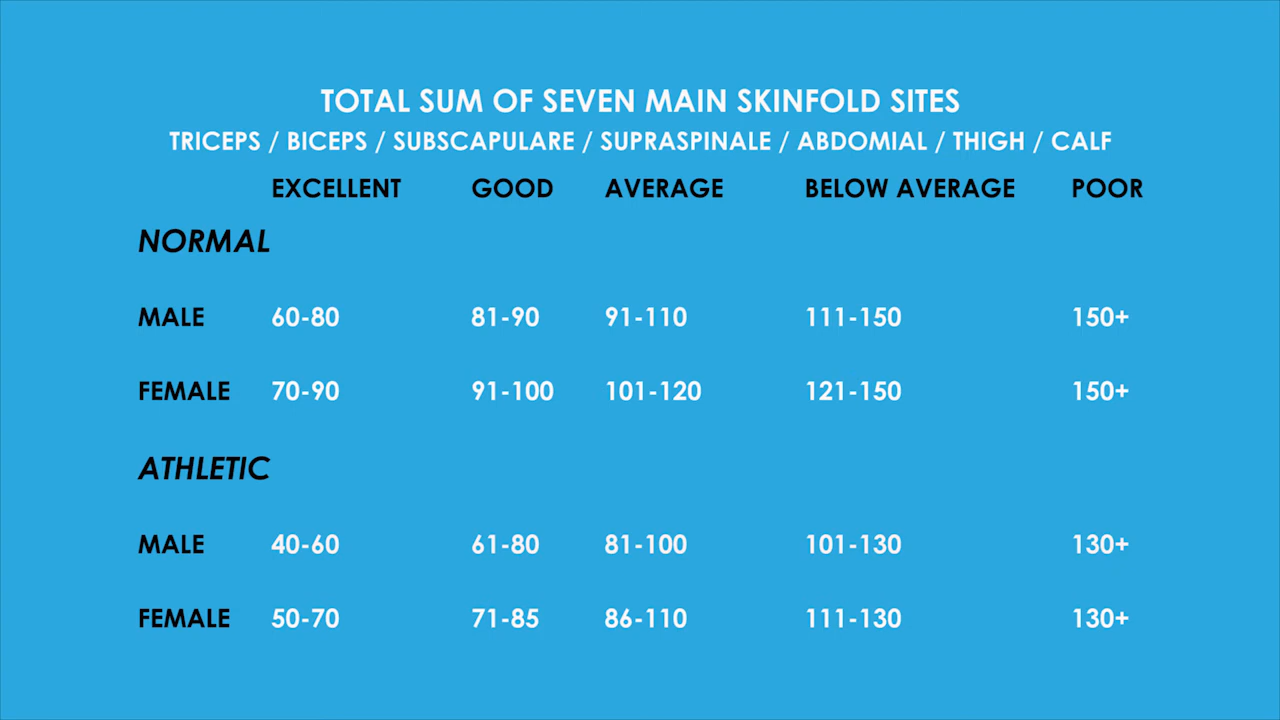 TOTAL SUM OF SEVEN MAIN SKINFOLD SITES
TRICEPS / BICEPS / SUBSCAPULARE / SUPRASPINALE / ABDOMIAL / THIGH / CALF
EXCELLENT GOOD AVERAGE BELOW AVERAGE POOR
NORMAL
MALE 60-80 81-90 91-110 111-150 150+
FEMALE 70-90 91-100 101-120 121-150 150+
ATHLETIC
MALE 40-60 61-80 81-100 101-130 130+
FEMALE 50-70 71-85 86-110 111-130 130+